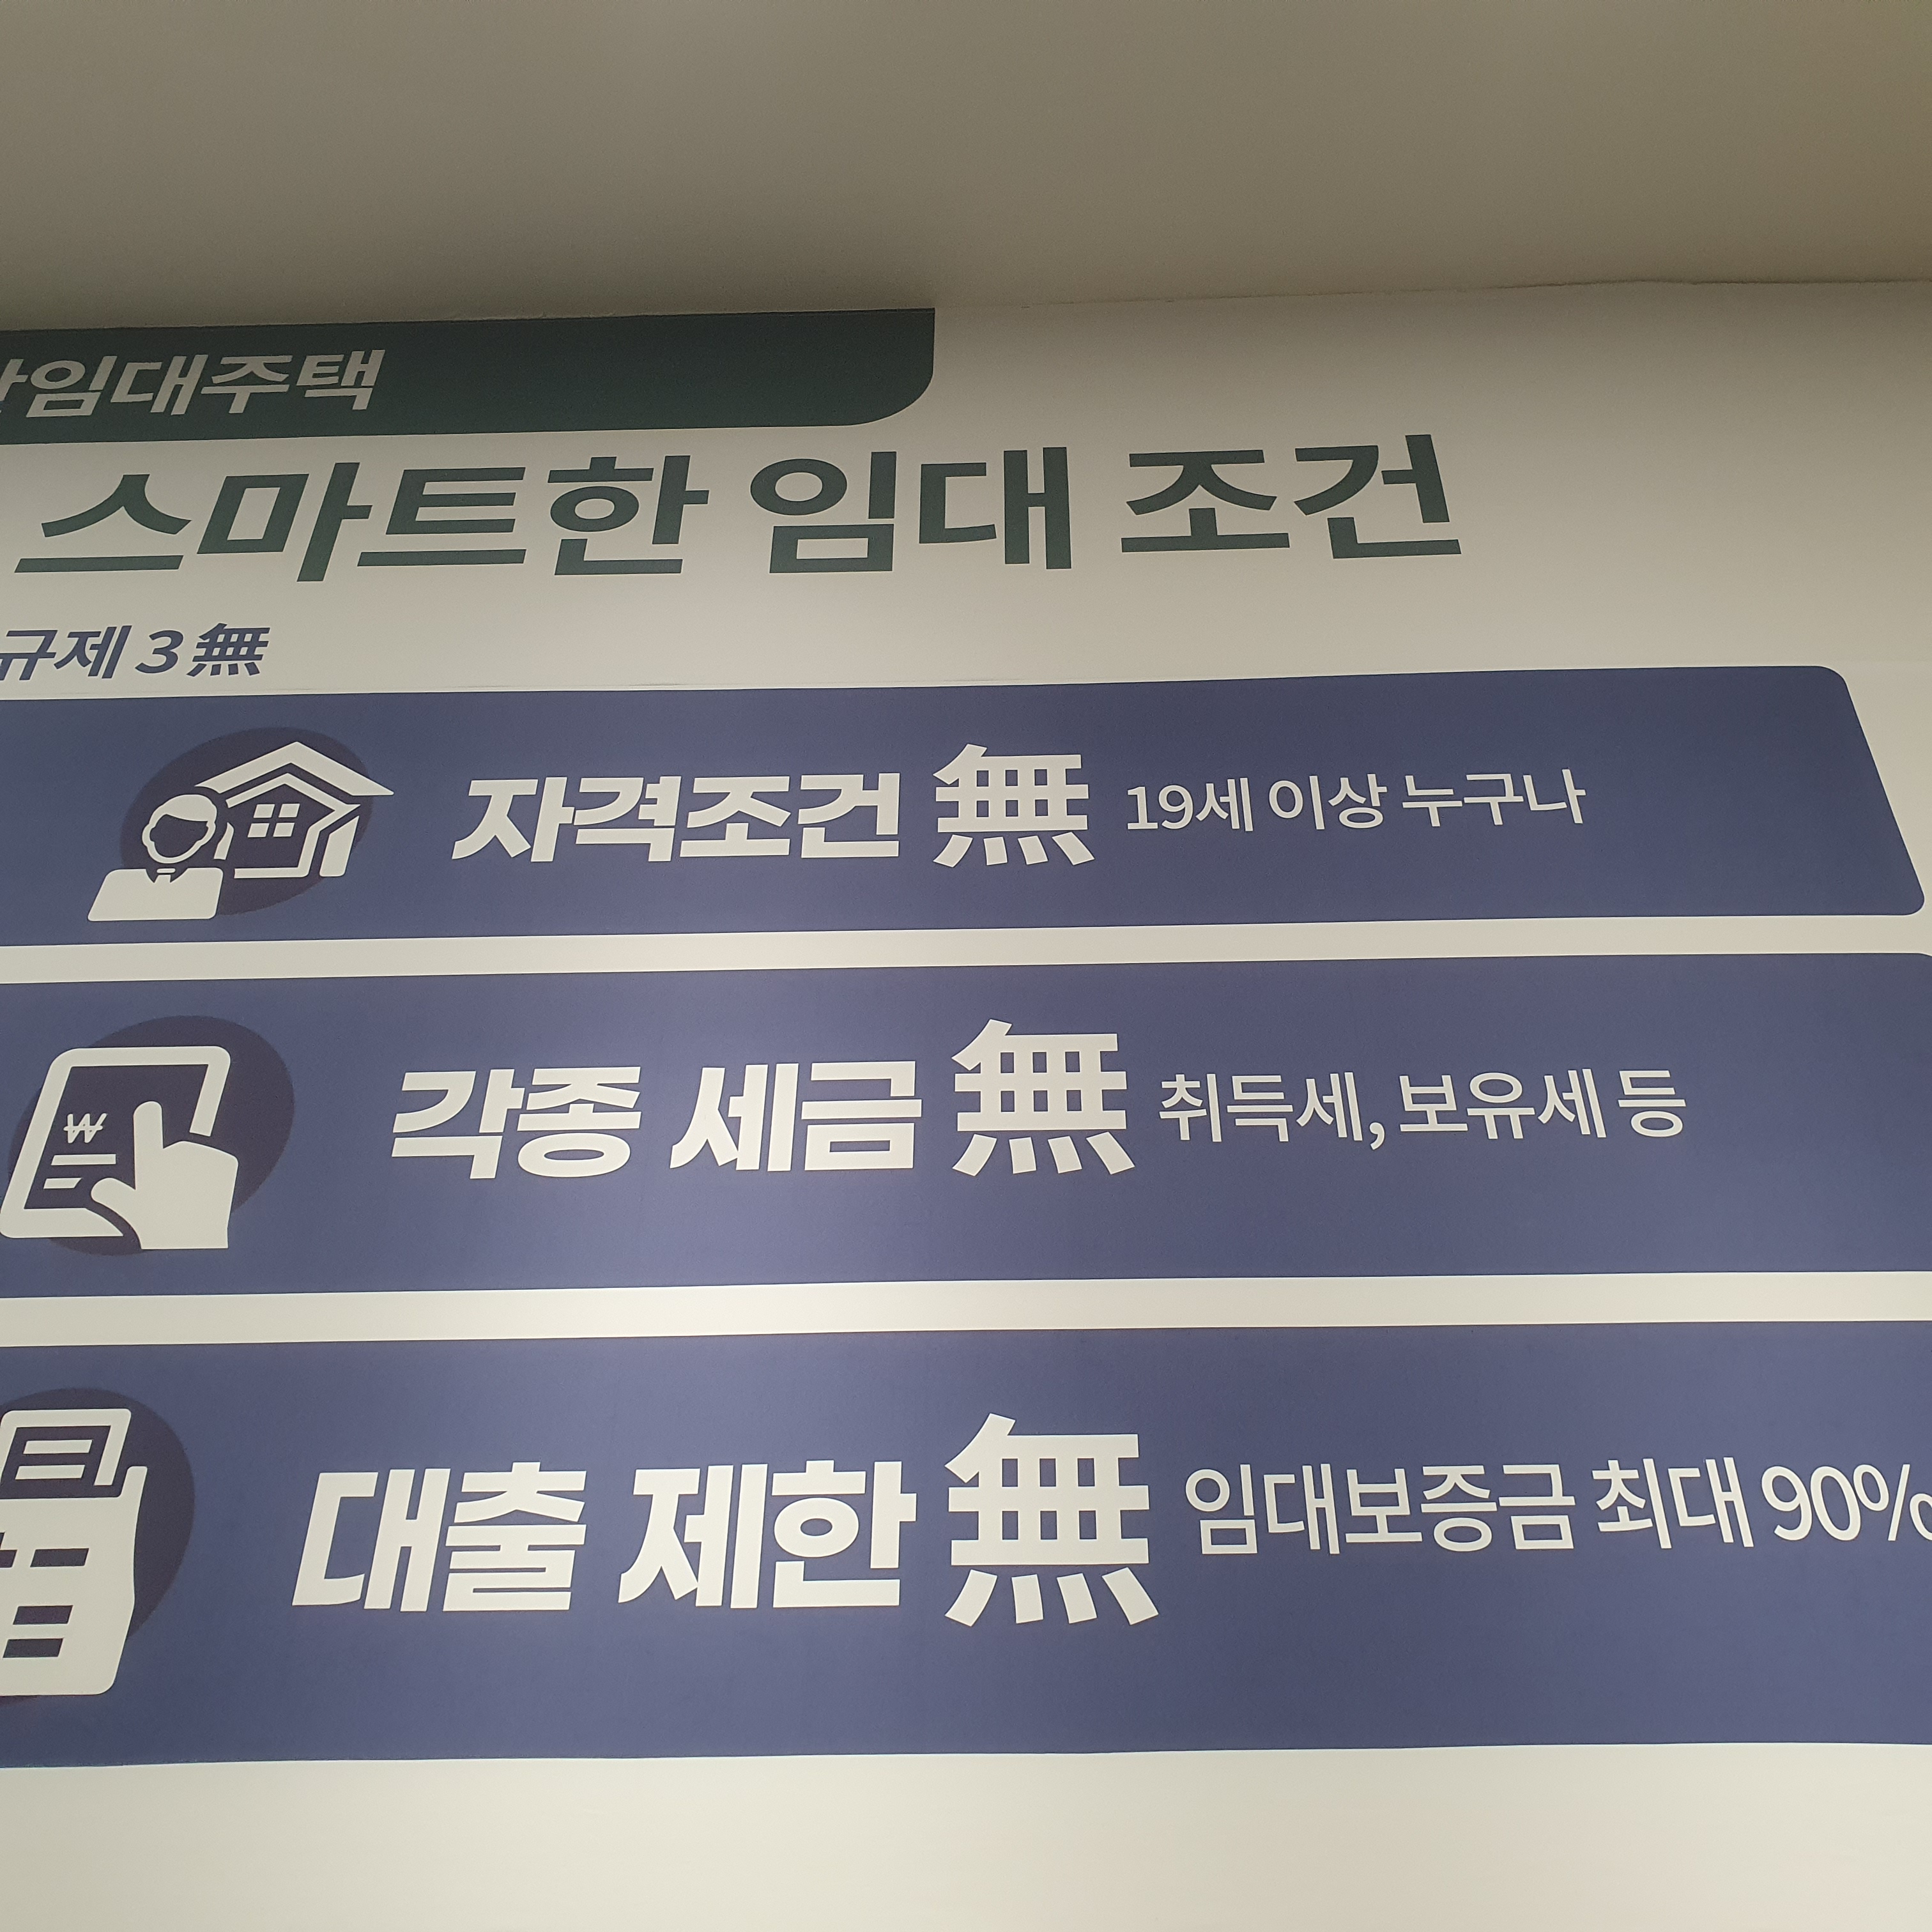 임대주택
스마트한 임대 조건
규제 3無
자격조건 無 19세 이상 누구나
₩
각종 세금 無 취득세, 보유세 등
대출 제한 無 임대보증금 최대 90%